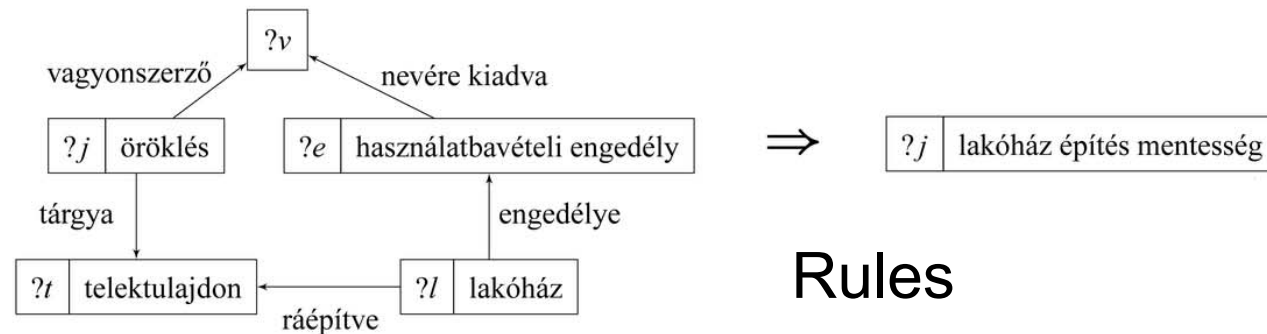 ?v
vagyonszerző
nevére kiadva
?j öröklés
?e használatbavételi engedély
⇒
?j lakóház építés mentesség
tárgya
engedélye
?t telektulajdon
?l lakóház
ráépítve
Rules